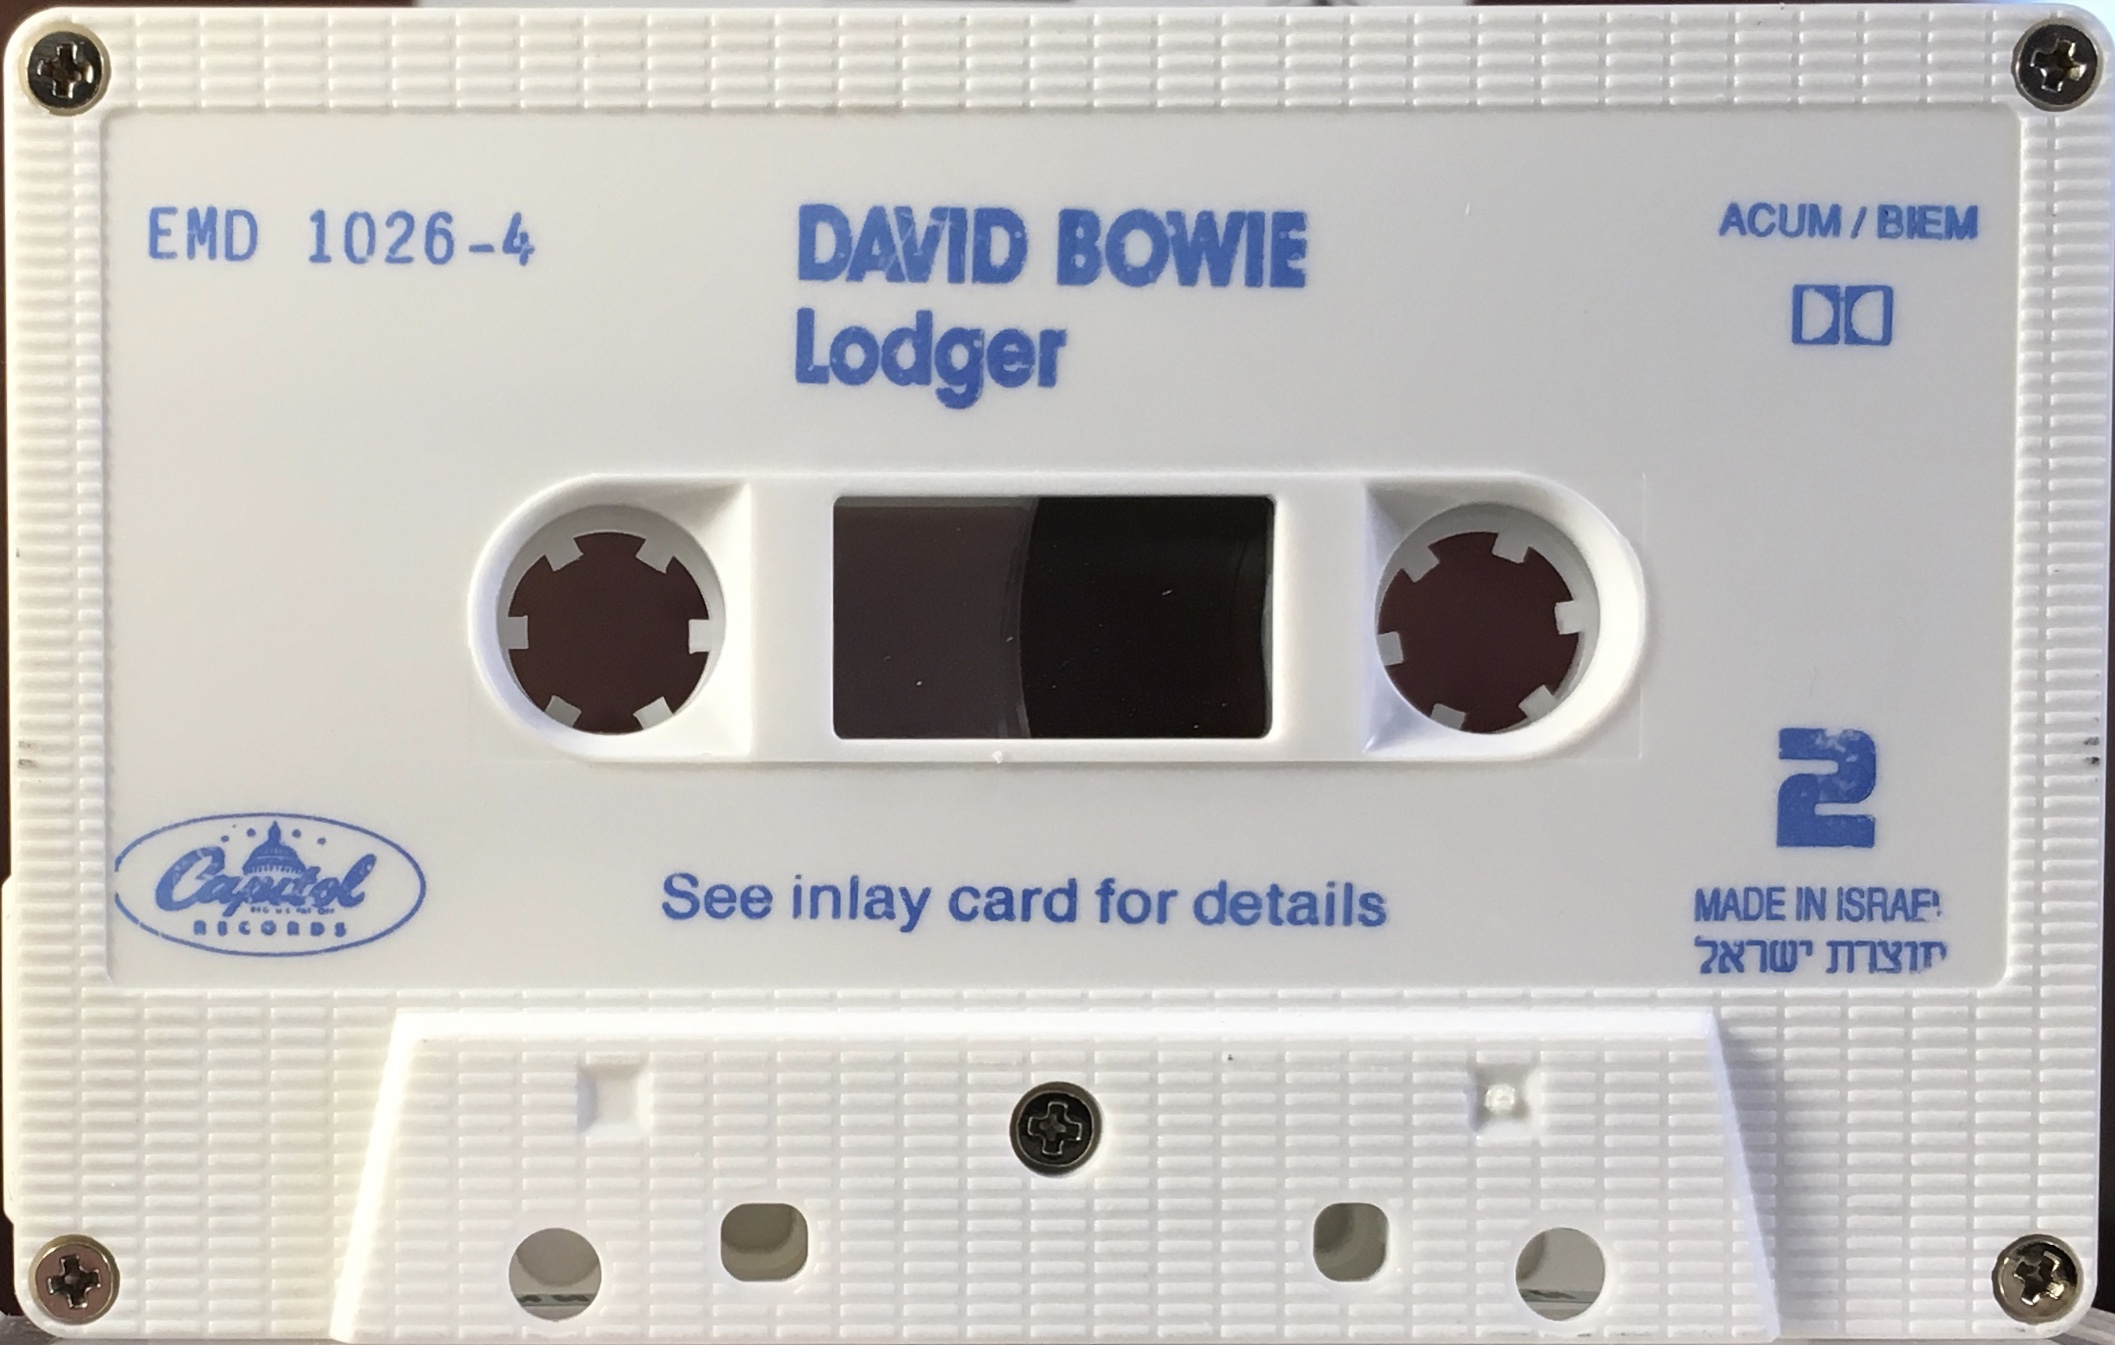 EMD 1026-4
DAVID BOWIE
Lodger
ACUM / BIEM
Capitol
RECORDS
See inlay card for details
2
MADE IN ISRAEL
תוצרת ישראל